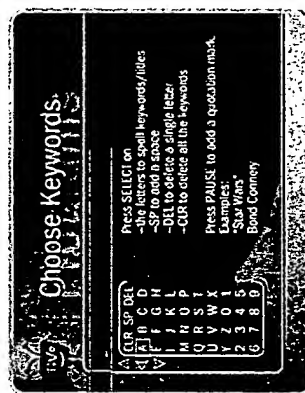 TiVo
Choose Keywords
CLR SP DEL
A B C D
E F G H
I J K L
M N O P
Q R S T
U V W X
Y Z 0 1
2 3 4 5
6 7 8 9
Press SELECT on
-the letters to spell keywords/titles
-SP to add a space
-DEL to delete a single letter
-CLR to delete all the keywords
Press PAUSE to add a quotation mark.
Examples:
"Star Wars"
Bond Connery